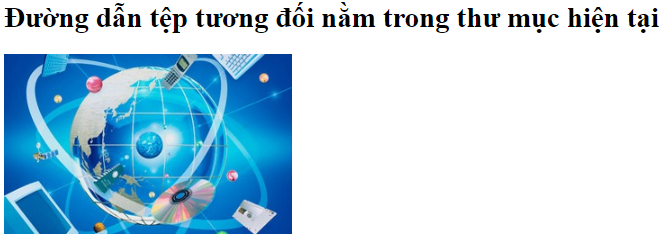 Đường dẫn tệp tương đối nằm trong thư mục hiện tại